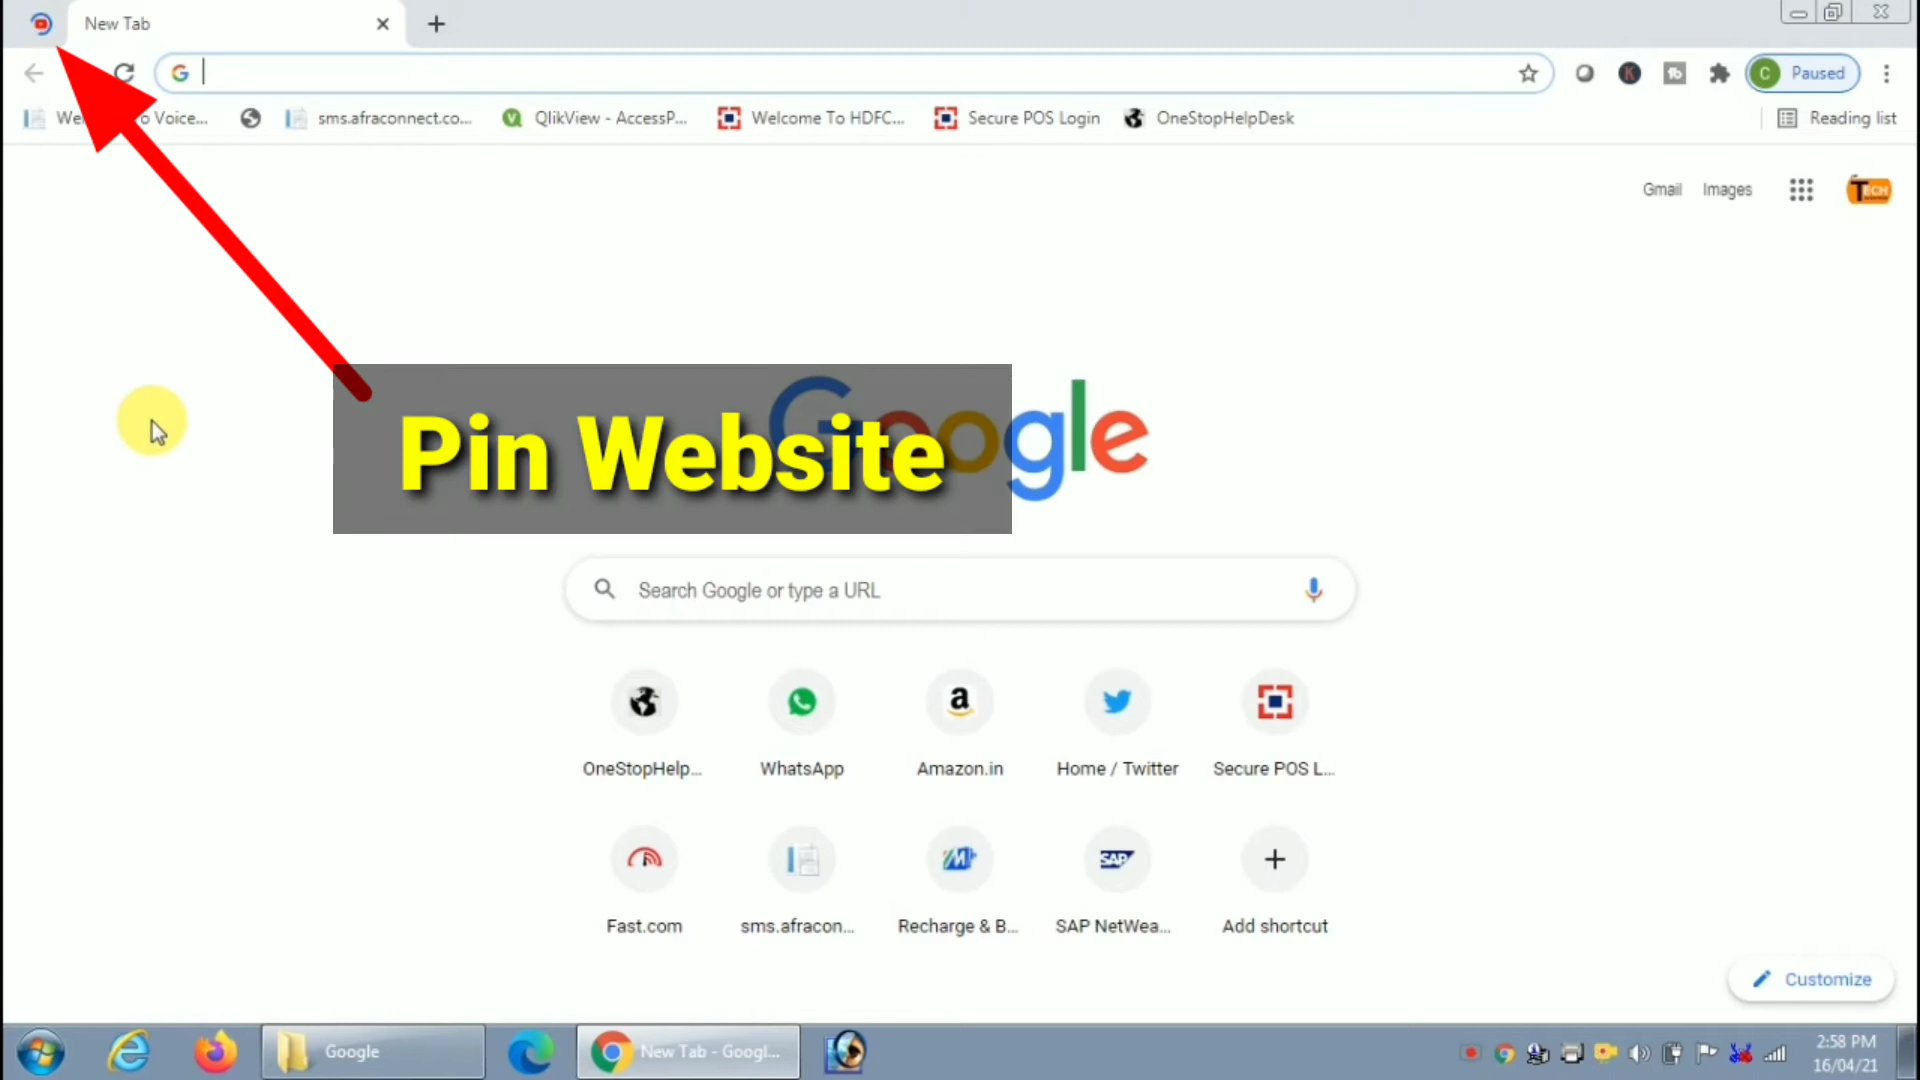 New Tab
C Paused
We
o Voice...
sms.afraconnect.co...
QlikView - AccessP...
Welcome To HDFC...
Secure POS Login
OneStopHelpDesk
Reading list
Gmail
Images
TECH
Google
Pin Website
Search Google or type a URL
OneStopHelp...
WhatsApp
Amazon.in
Home / Twitter
Secure POS L...
Fast.com
sms.afracon...
Recharge & B...
SAP NetWea...
Add shortcut
Customize
Google
New Tab - Googl...
2:58 PM
16/04/21